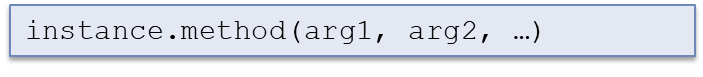 instance.method(arg1, arg2, …)